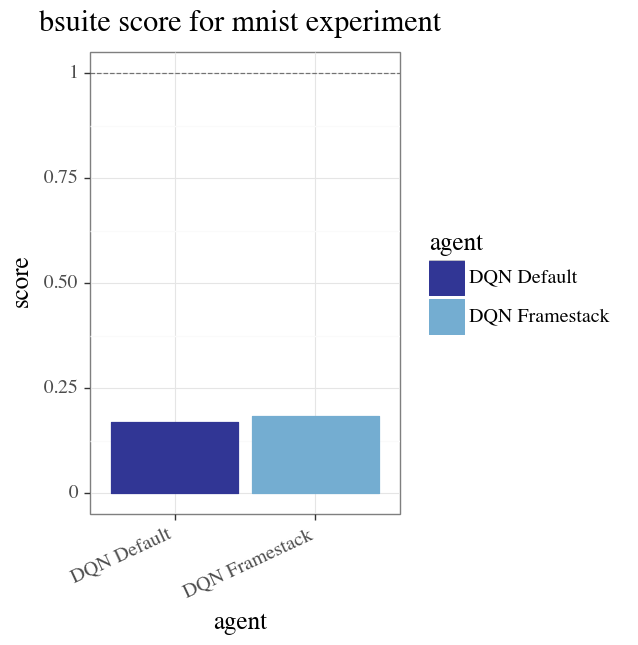 bsuite score for mnist experiment
1
0.75
0.50
0.25
0
score
DQN Default
DQN Framestack
agent
agent
DQN Default
DQN Framestack